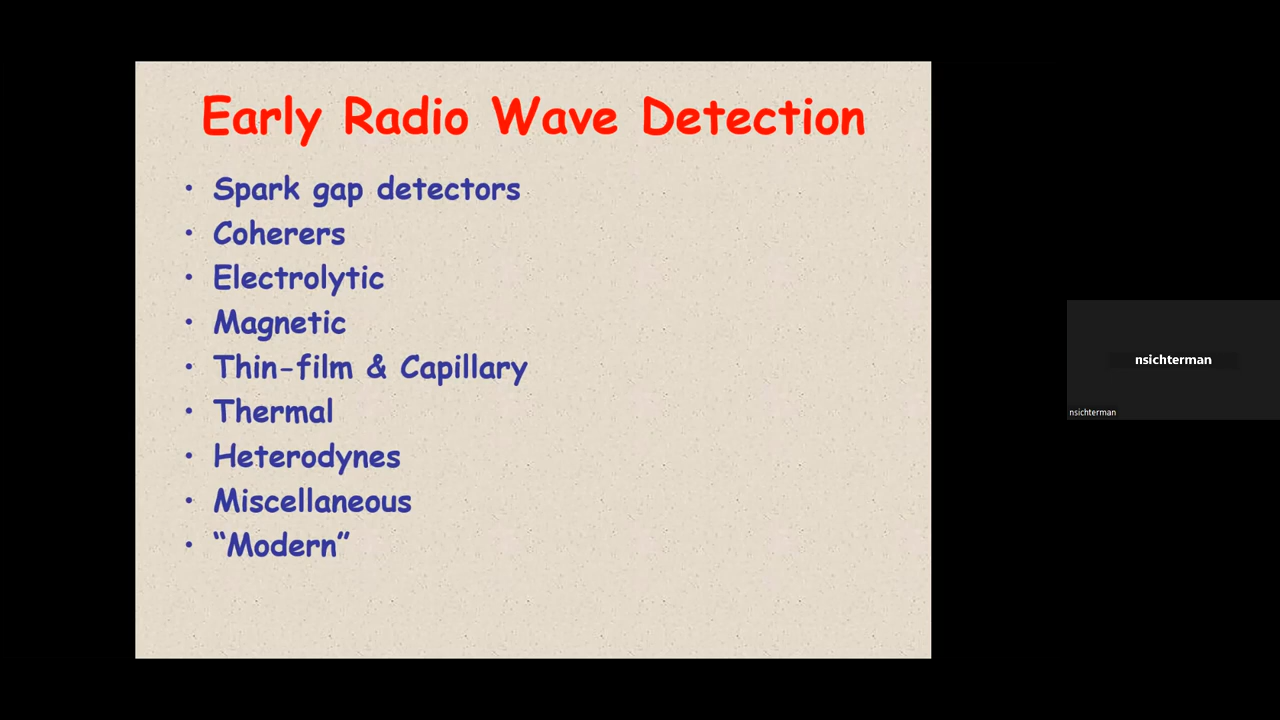 Early Radio Wave Detection
• Spark gap detectors
• Coherers
• Electrolytic
• Magnetic
• Thin-film & Capillary
• Thermal
• Heterodynes
• Miscellaneous
• “Modern”
nsichterman
nsichterman